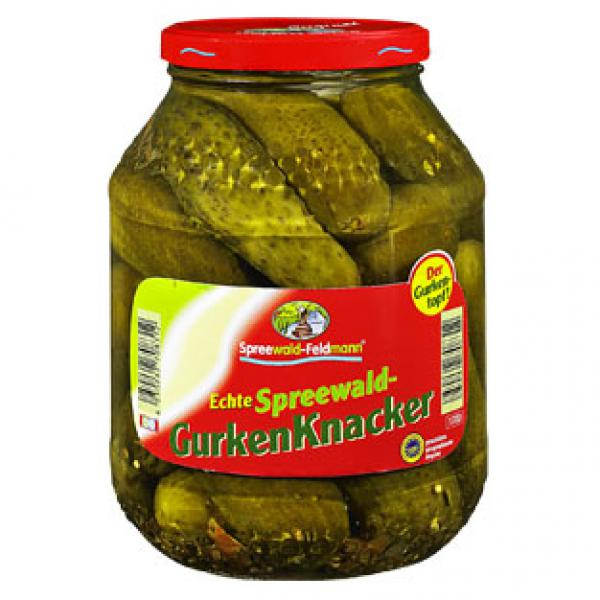 Der
Gurken-
topf!
Spreewald-Feldmann®
Echte Spreewald-
GurkenKnacker